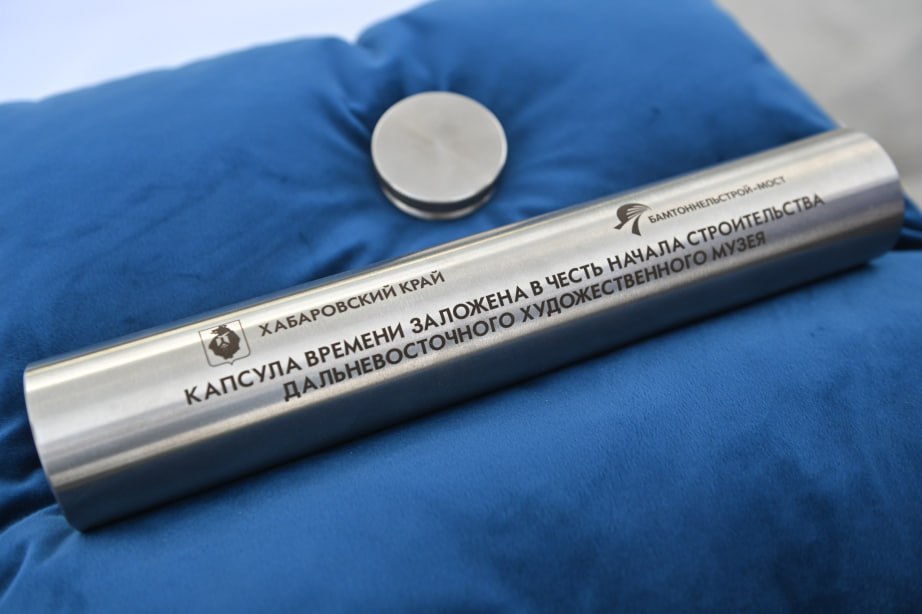 ХАБАРОВСКИЙ КРАЙ
БАМТОННЕЛЬСТРОЙ-МОСТ
КАПСУЛА ВРЕМЕНИ ЗАЛОЖЕНА В ЧЕСТЬ НАЧАЛА СТРОИТЕЛЬСТВА
ДАЛЬНЕВОСТОЧНОГО ХУДОЖЕСТВЕННОГО МУЗЕЯ